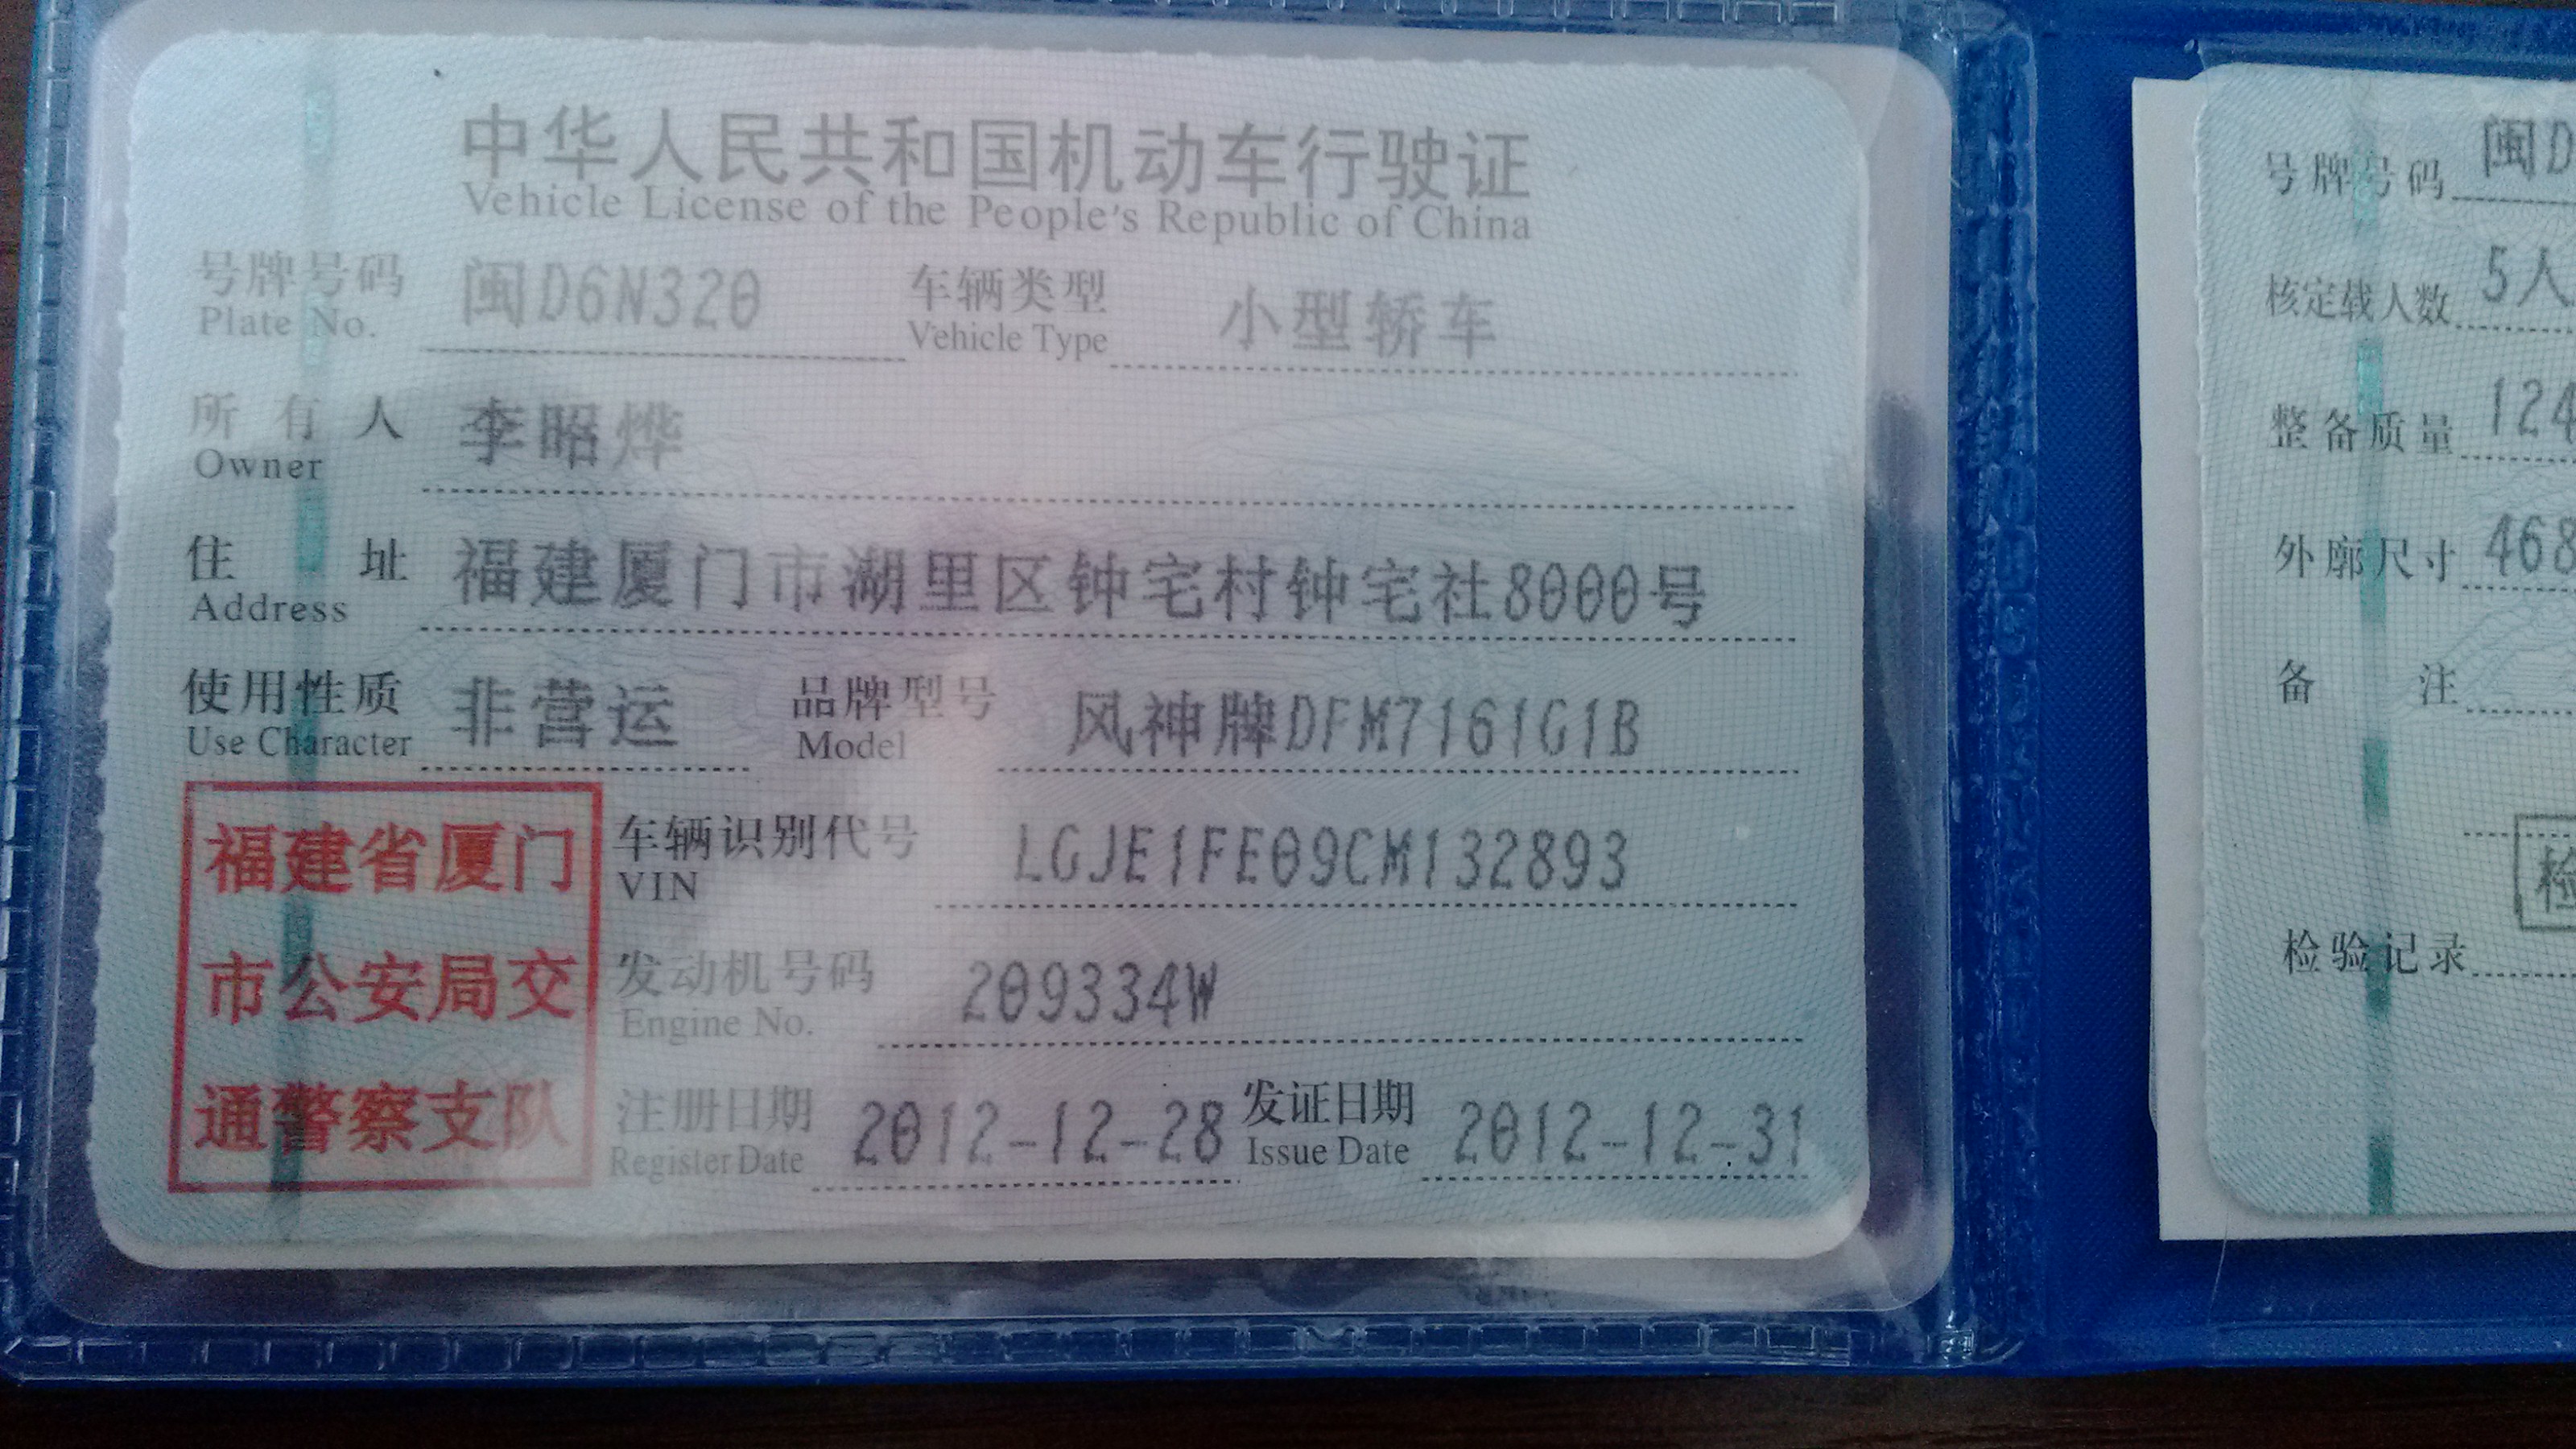 中华人民共和国机动车行驶证
Vehicle License of the People's Republic of China
号牌号码 闽D6N320 车辆类型 小型轿车
Plate No. Vehicle Type
所有人 李昭烨
Owner
住址 福建厦门市湖里区钟宅村钟宅社8000号
Address
使用性质 非营运 品牌型号 风神牌DFM7161G1B
Use Character Model
福建省厦门
市公安局交
通警察支队
车辆识别代号 LGJE1FE09CM132893
VIN
发动机号码 209334W
Engine No.
注册日期 2012-12-28 发证日期 2012-12-31
Register Date Issue Date
号牌号码 闽D
核定载人数 5人
整备质量 124
外廓尺寸 468
备注
检
检验记录